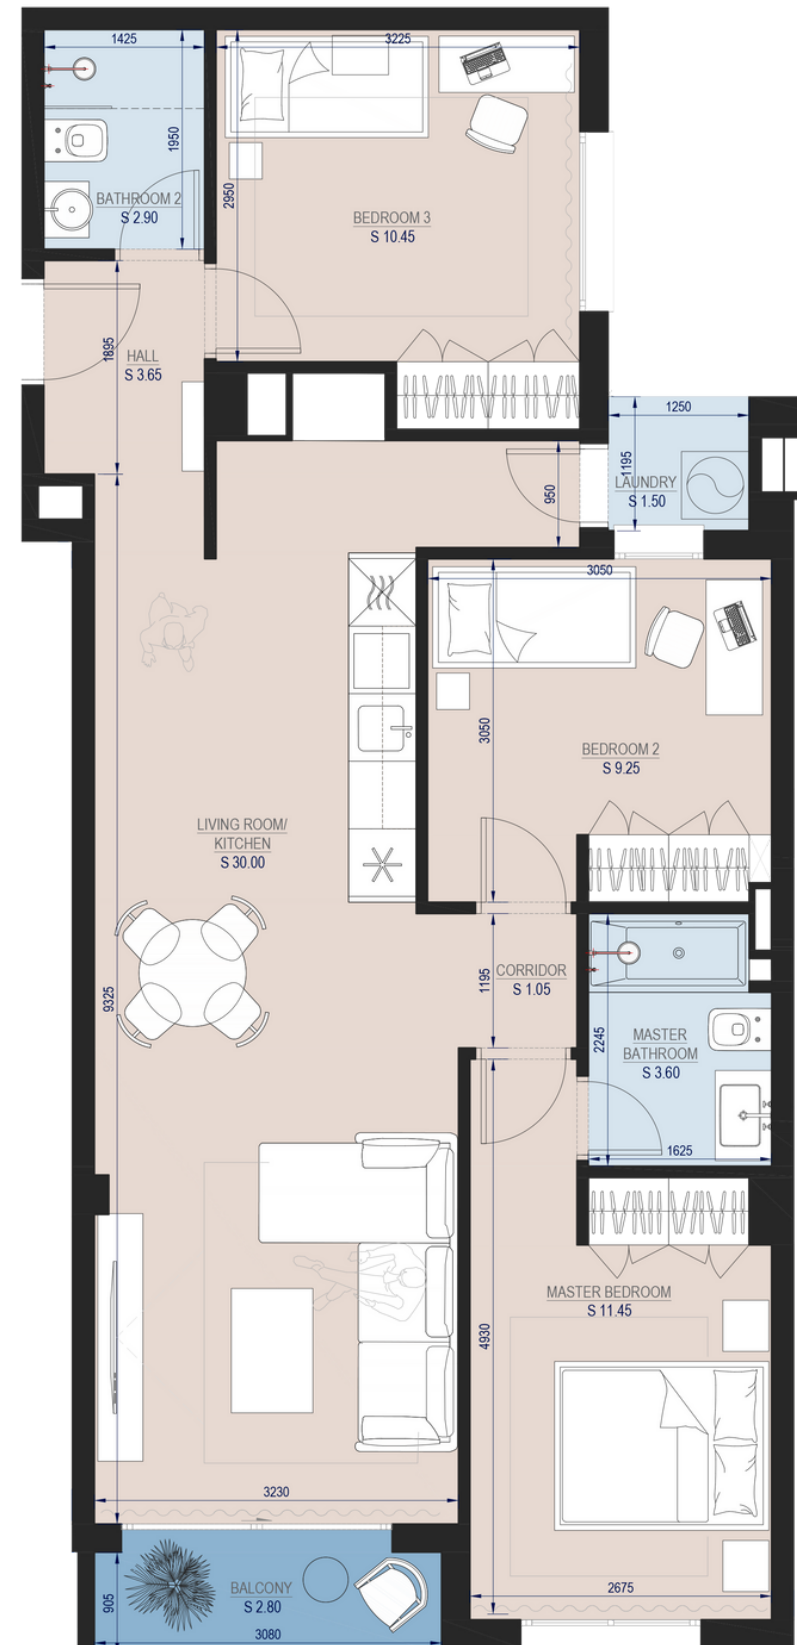 1425
3225
1950
2950
BATHROOM 2
S 2.90
BEDROOM 3
S 10.45
1895
HALL
S 3.65
1250
1195
LAUNDRY
S 1.50
950
3050
3050
BEDROOM 2
S 9.25
LIVING ROOM/
KITCHEN
S 30.00
9325
1195
CORRIDOR
S 1.05
2245
MASTER
BATHROOM
S 3.60
1625
MASTER BEDROOM
S 11.45
4930
3230
2675
905
BALCONY
S 2.80
3080